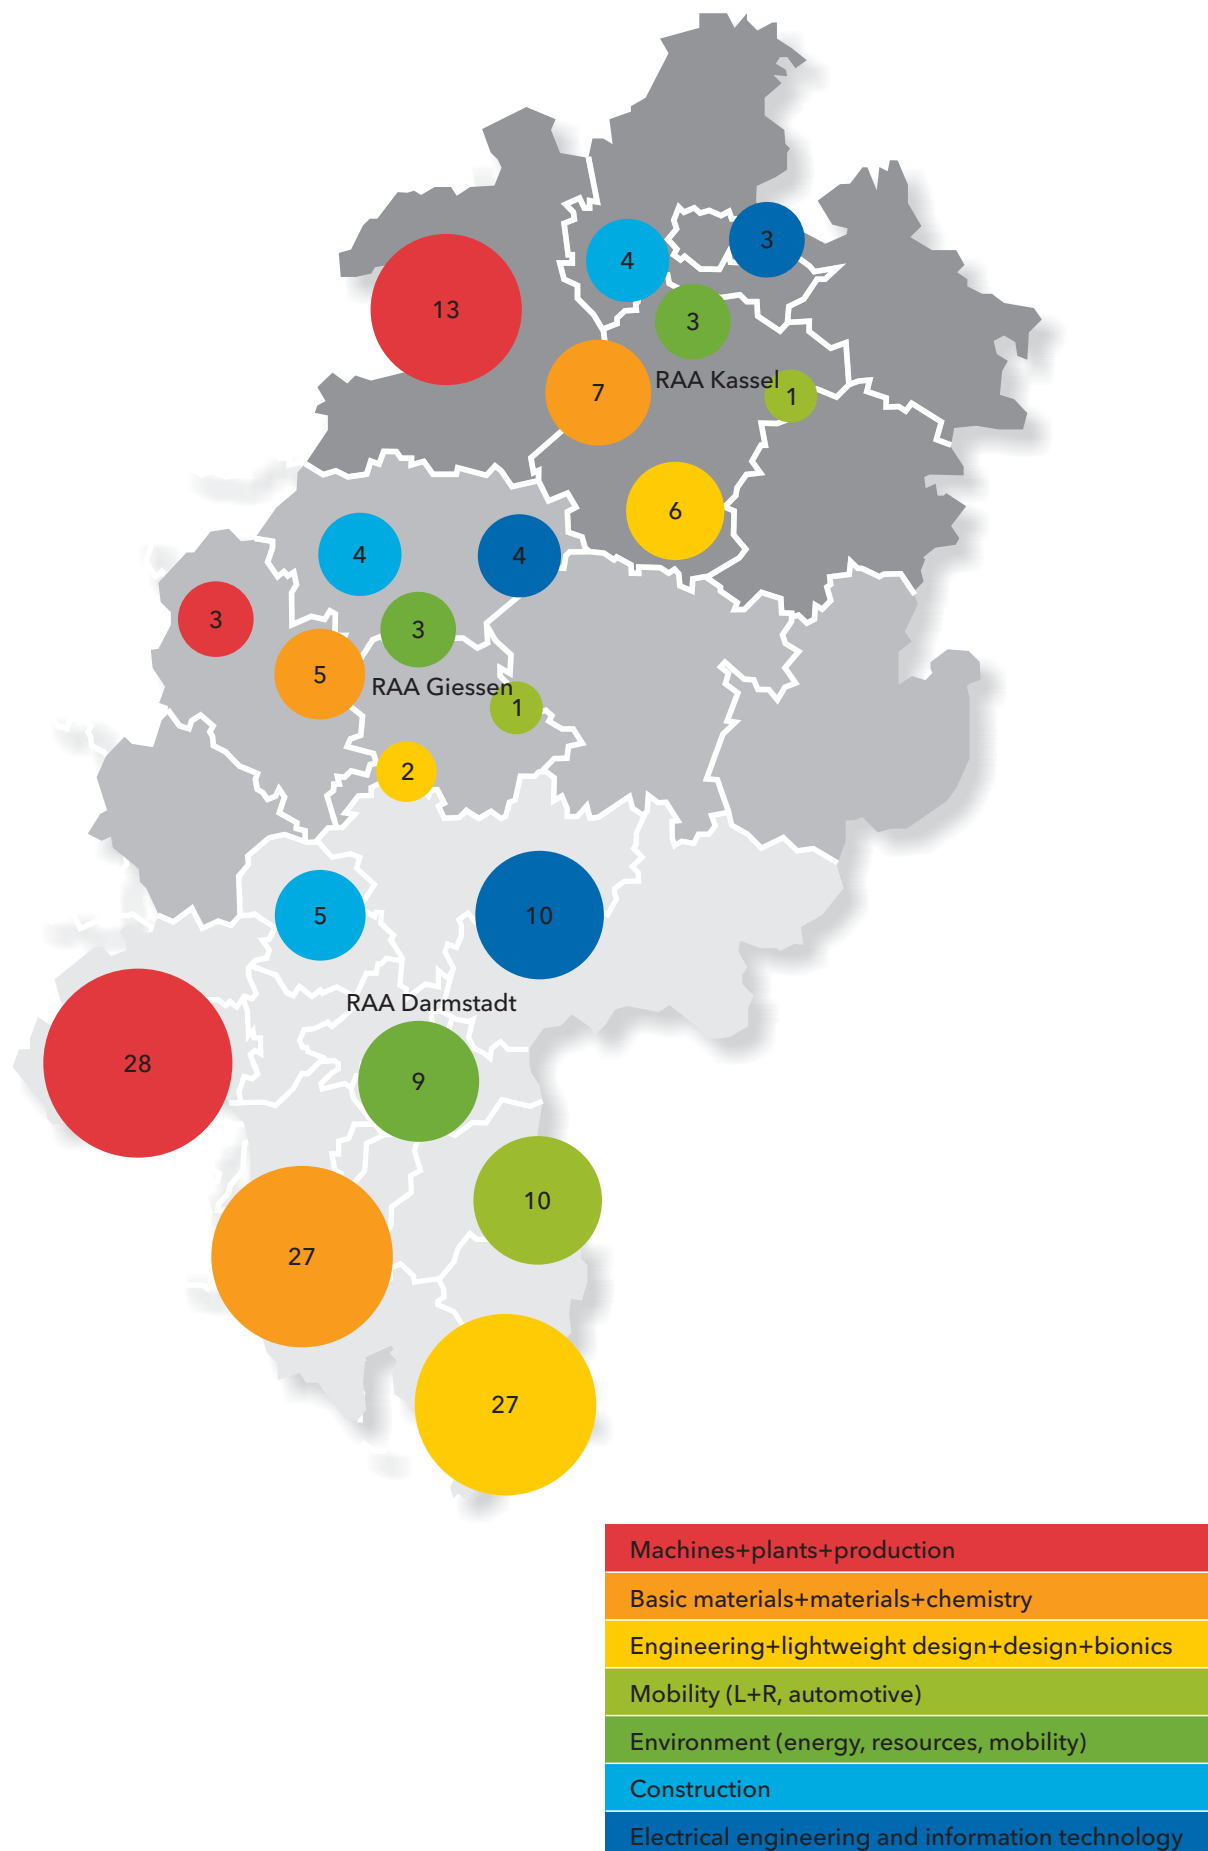 3
4
13
3
RAA Kassel
7
1
6
4
4
3
3
5
RAA Giessen
1
2
5
10
RAA Darmstadt
28
9
10
27
27
Machines+plants+production
Basic materials+materials+chemistry
Engineering+lightweight design+design+bionics
Mobility (L+R, automotive)
Environment (energy, resources, mobility)
Construction
Electrical engineering and information technology